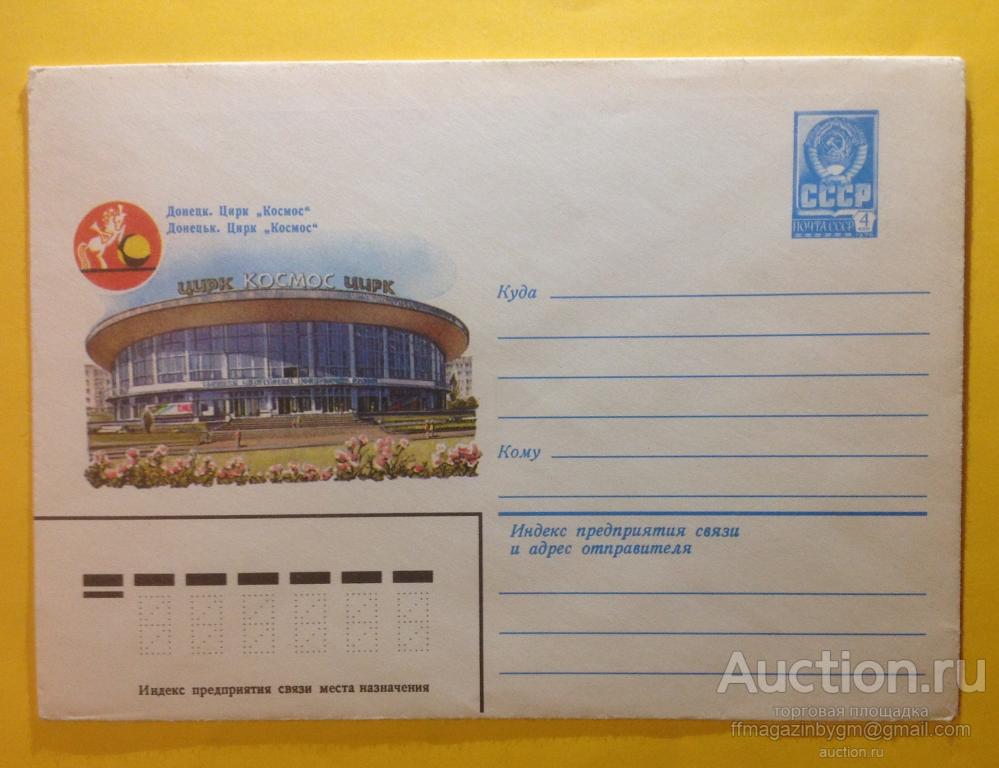 Донецк. Цирк „Космос“
Донецьк. Цирк „Космос“
ЦИРК КОСМОС ЦИРК
СССР
ПОЧТА СССР
4
Куда
Кому
Индекс предприятия связи
и адрес отправителя
Индекс предприятия связи места назначения
Auction.ru
торговая площадка
ffmagazinbygm@gmail.com
auction.ru